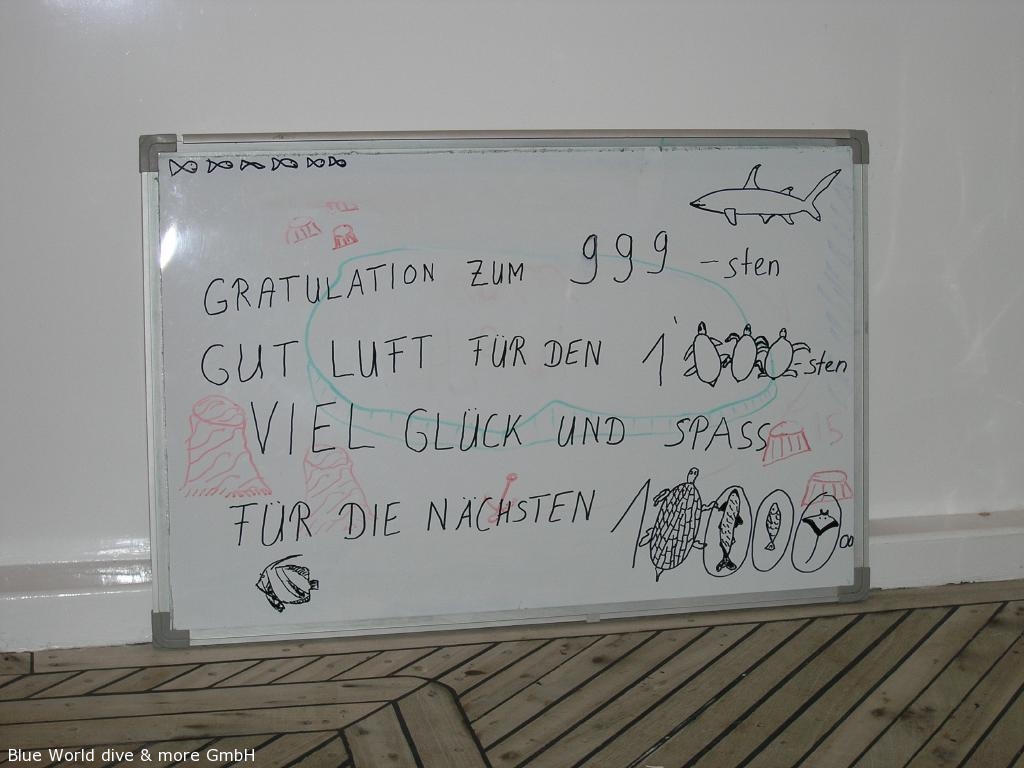 GRATULATION ZUM 999 -sten
GUT LUFT FÜR DEN 1'000-sten
VIEL GLÜCK UND SPASS
15
FÜR DIE NÄCHSTEN 10000
Blue World dive & more GmbH